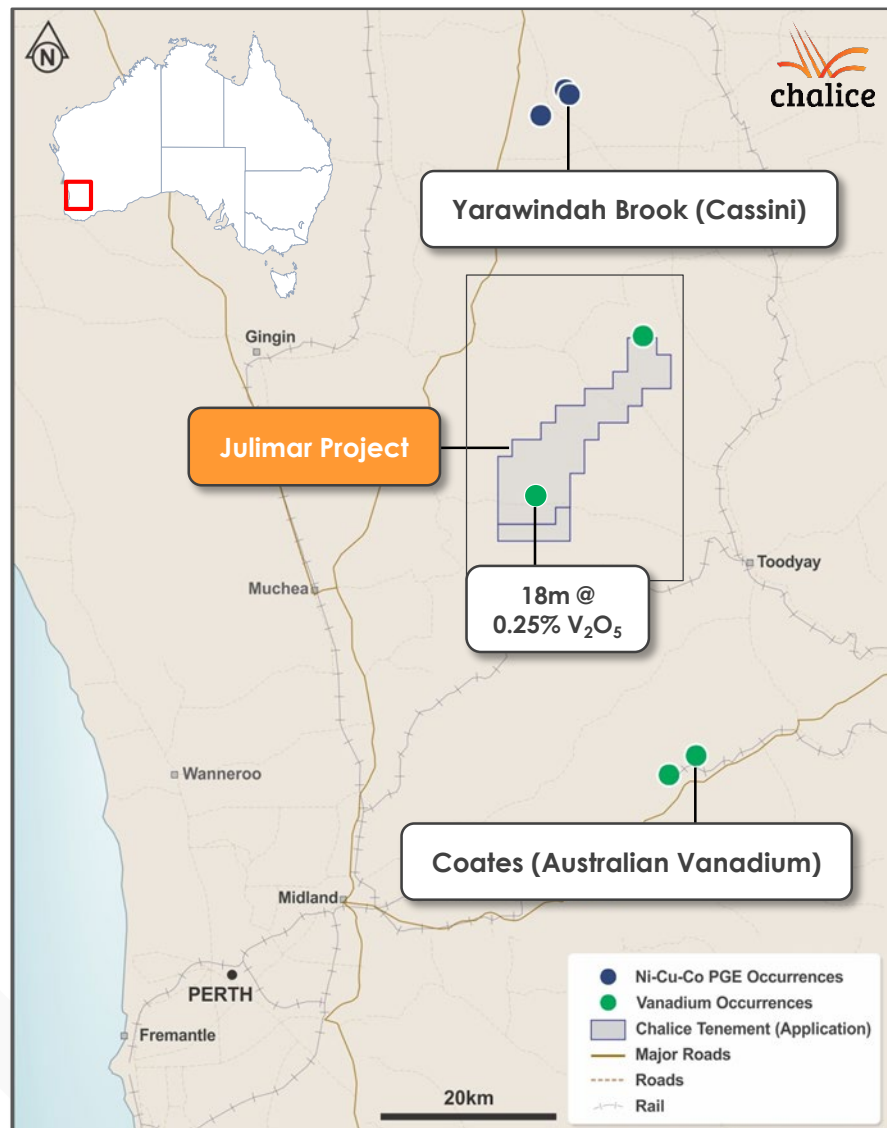 N
chalice
Yarawindah Brook (Cassini)
Gingin
Julimar Project
18m @
0.25% V₂O₅
Toodyay
Muchea
Wanneroo
Coates (Australian Vanadium)
Midland
PERTH
Fremantle
20km
Ni-Cu-Co PGE Occurrences
Vanadium Occurrences
Chalice Tenement (Application)
Major Roads
Roads
Rail